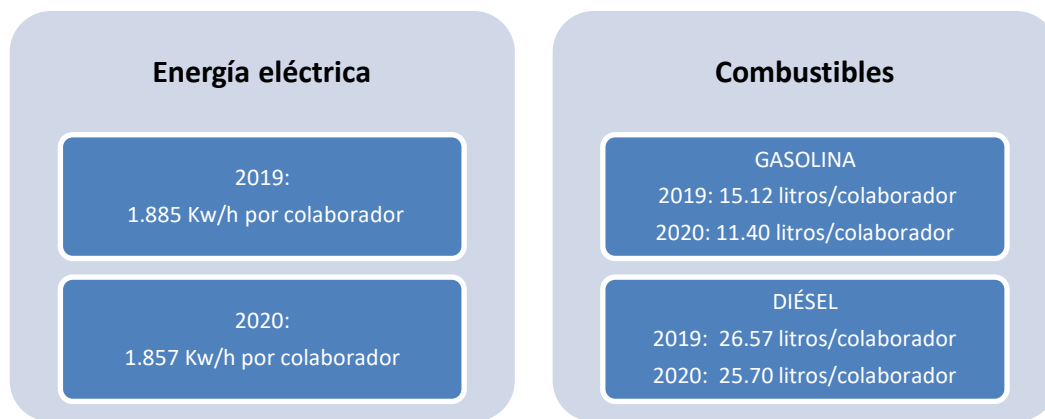 Energía eléctrica
2019:
1.885 Kw/h por colaborador
2020:
1.857 Kw/h por colaborador
Combustibles
GASOLINA
2019: 15.12 litros/colaborador
2020: 11.40 litros/colaborador
DIÉSEL
2019:  26.57 litros/colaborador
2020:  25.70 litros/colaborador